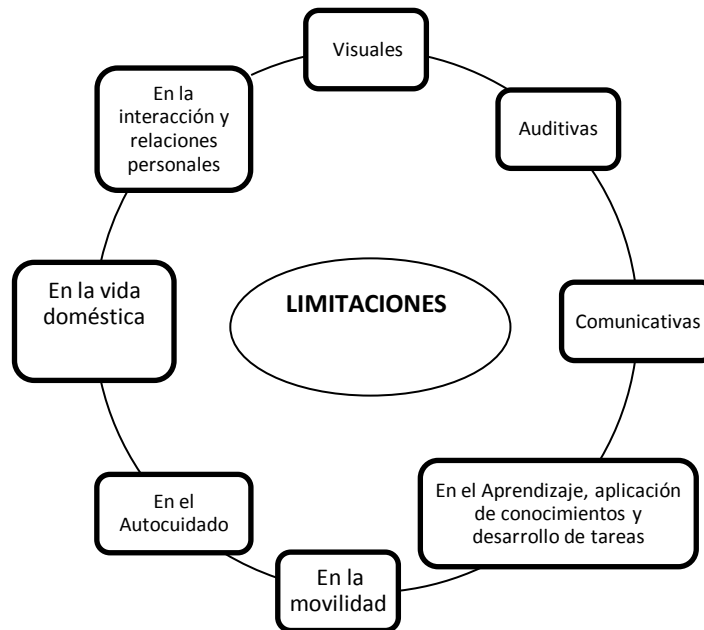 Visuales
Auditivas
Comunicativas
En el Aprendizaje, aplicación
de conocimientos y
desarrollo de tareas
En la
movilidad
En el
Autocuidado
En la vida
doméstica
En la
interacción y
relaciones
personales
LIMITACIONES